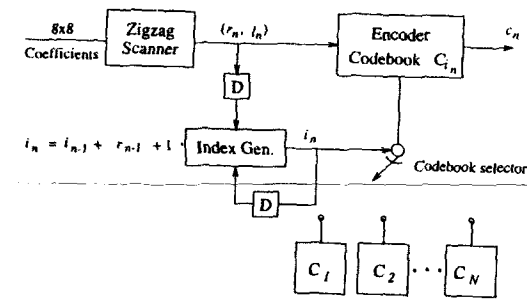 8x8
Coefficients
Zigzag
Scanner
(r_n, l_n)
Encoder
Codebook C_{i_n}
c_n
D
i_n = i_{n-1} + r_{n-1} + 1
Index Gen.
i_n
Codebook selector
D
C_1
C_2
...
C_N